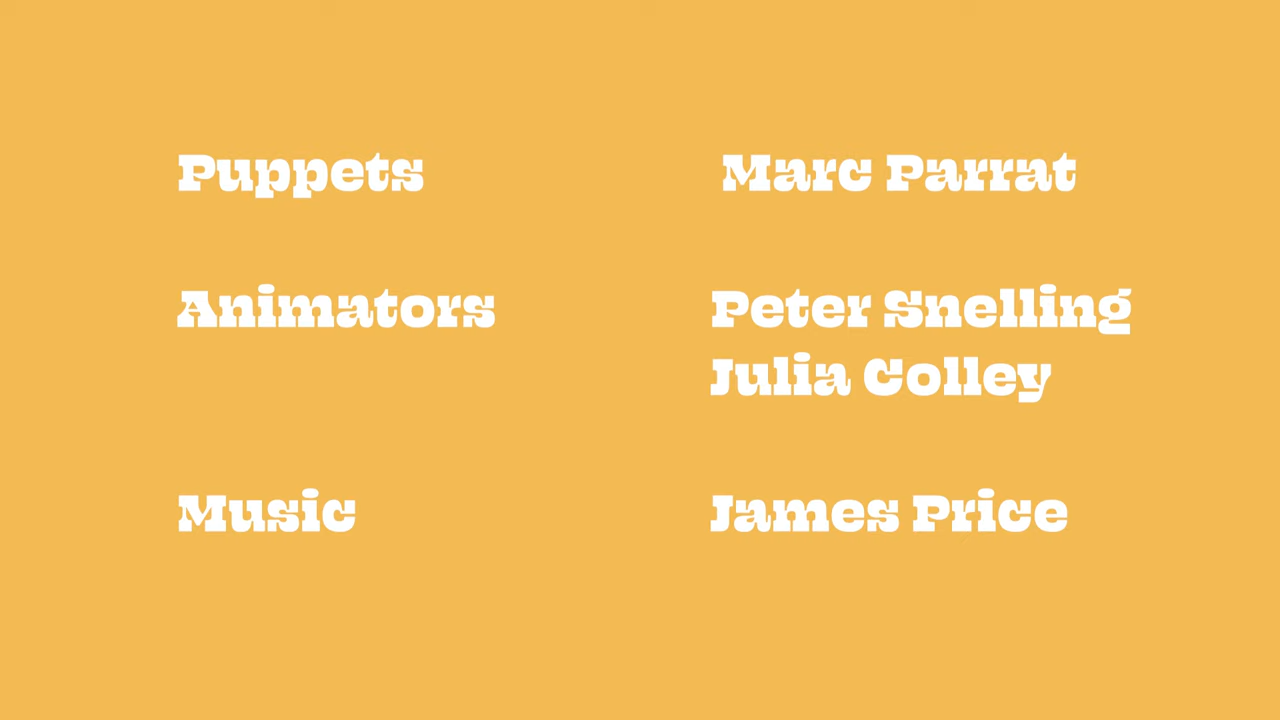 Puppets Marc Parrat
Animators Peter Snelling
Julia Colley
Music James Price